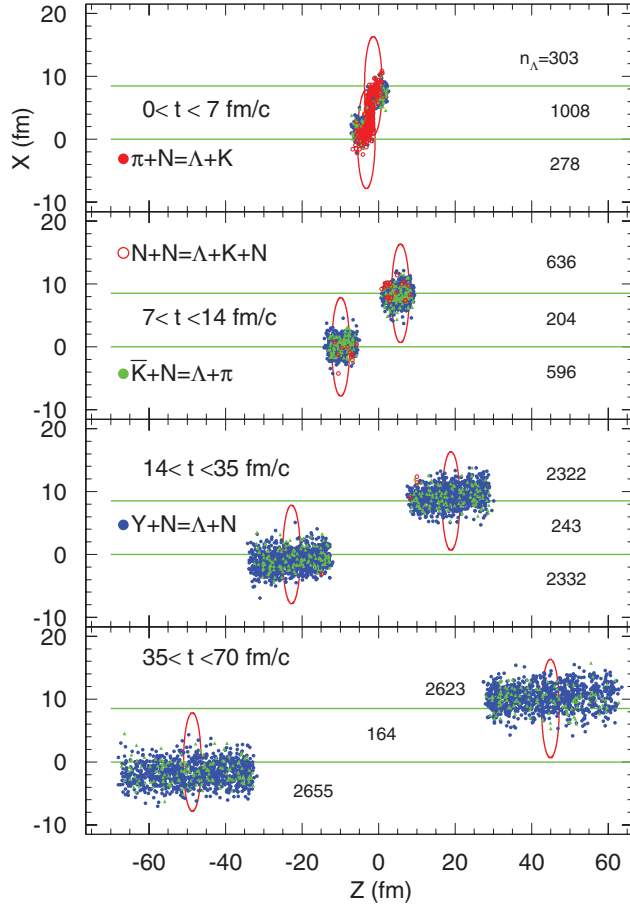 20
n_Λ=303
10
0< t < 7 fm/c
1008
0
π+N=Λ+K
278
-10
X (fm)
20
N+N=Λ+K+N
636
10
7< t <14 fm/c
204
0
K̅+N=Λ+π
596
-10
20
14< t <35 fm/c
2322
10
Y+N=Λ+N
243
0
2332
-10
20
35< t <70 fm/c
2623
10
164
0
2655
-10
-60 -40 -20 0 20 40 60
Z (fm)